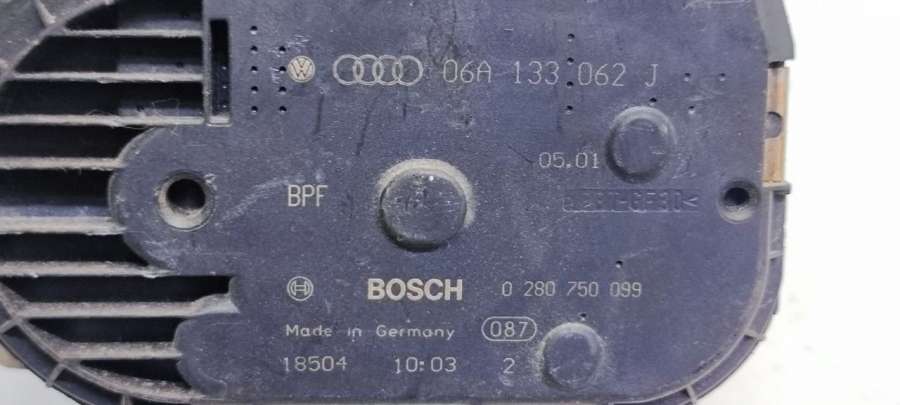 06A 133 062 J
05.01
BPF
BOSCH 0 280 750 099
Made in Germany 087
18504 10:03 2